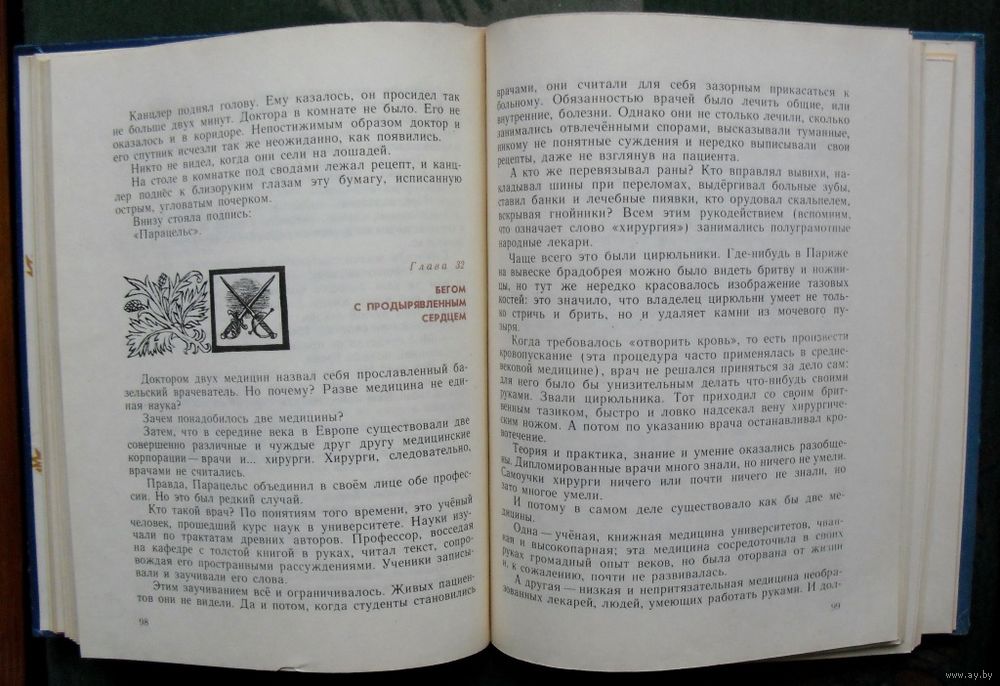 Канцлер поднял голову. Ему казалось, он просидел так
не больше двух минут. Доктора в комнате не было. Его не
оказалось и в коридоре. Непостижимым образом доктор и
его спутник исчезли так же неожиданно, как появились.
Никто не видел, когда они сели на лошадей.
На столе в комнатке под сводами лежал рецепт, и канц-
лер поднёс к близоруким глазам эту бумагу, исписанную
острым, угловатым почерком.
Внизу стояла подпись:
«Парацельс».
Глава 32
БЕГОМ
С ПРОДЫРЯВЛЕННЫМ
СЕРДЦЕМ
Доктором двух медицин назвал себя прославленный ба-
зельский врачеватель. Но почему? Разве медицина не еди-
ная наука?
Зачем понадобилось две медицины?
Затем, что в середине века в Европе существовали две
совершенно различные и чуждые друг другу медицинские
корпорации — врачи и... хирурги. Хирурги, следовательно,
врачами не считались.
Правда, Парацельс объединил в своём лице обе профес-
сии. Но это был редкий случай.
Кто такой врач? По понятиям того времени, это учёный
человек, прошедший курс наук в университете. Науки изу-
чали по трактатам древних авторов. Профессор, восседая
на кафедре с толстой книгой в руках, читал текст, сопро-
вождая его пространными рассуждениями. Ученики записы-
вали и заучивали его слова.
Этим заучиванием всё и ограничивалось. Живых пациен-
тов они не видели. Да и потом, когда студенты становились
98
врачами, они считали для себя зазорным прикасаться к
больному. Обязанностью врачей было лечить общие, или
внутренние, болезни. Однако они не столько лечили, сколько
занимались отвлечёнными спорами, высказывали туманные,
никому не понятные суждения и нередко выписывали свои
рецепты, даже не взглянув на пациента.
А кто же перевязывал раны? Кто вправлял вывихи, на-
кладывал шины при переломах, выдёргивал больные зубы,
ставил банки и лечебные пиявки, кто орудовал скальпелем,
вскрывая гнойники? Всем этим рукодействием (вспомним,
что означает слово «хирургия») занимались полуграмотные
народные лекари.
Чаще всего это были цирюльники. Где-нибудь в Париже
на вывеске брадобрея можно было видеть бритву и ножни-
цы, но тут же нередко красовалось изображение тазовых
костей: это значило, что владелец цирюльни умеет не толь-
ко стричь и брить, но и удаляет камни из мочевого пу-
зыря.
Когда требовалось «отворить кровь», то есть произвести
кровопускание (эта процедура часто применялась в средне-
вековой медицине), врач не решался приняться за дело сам:
для него было бы унизительным делать что-нибудь своими
руками. Звали цирюльника. Тот приходил со своим брит-
венным тазиком, быстро и ловко надсекал вену хирургиче-
ским ножом. А потом по указанию врача останавливал кро-
вотечение.
Теория и практика, знание и умение оказались разобще-
ны. Дипломированные врачи много знали, но ничего не умели.
Самоучки хирурги ничего или почти ничего не знали, но
зато многое умели.
И потому в самом деле существовало как бы две ме-
дицины.
Одна — учёная, книжная медицина университетов, чван-
ная и высокопарная; эта медицина сосредоточила в своих
руках громадный опыт веков, но была оторвана от жизни
и, к сожалению, почти не развивалась.
А другая — низкая и непритязательная медицина необра-
зованных лекарей, людей, умеющих работать руками. И дол-
99
www.ay.by